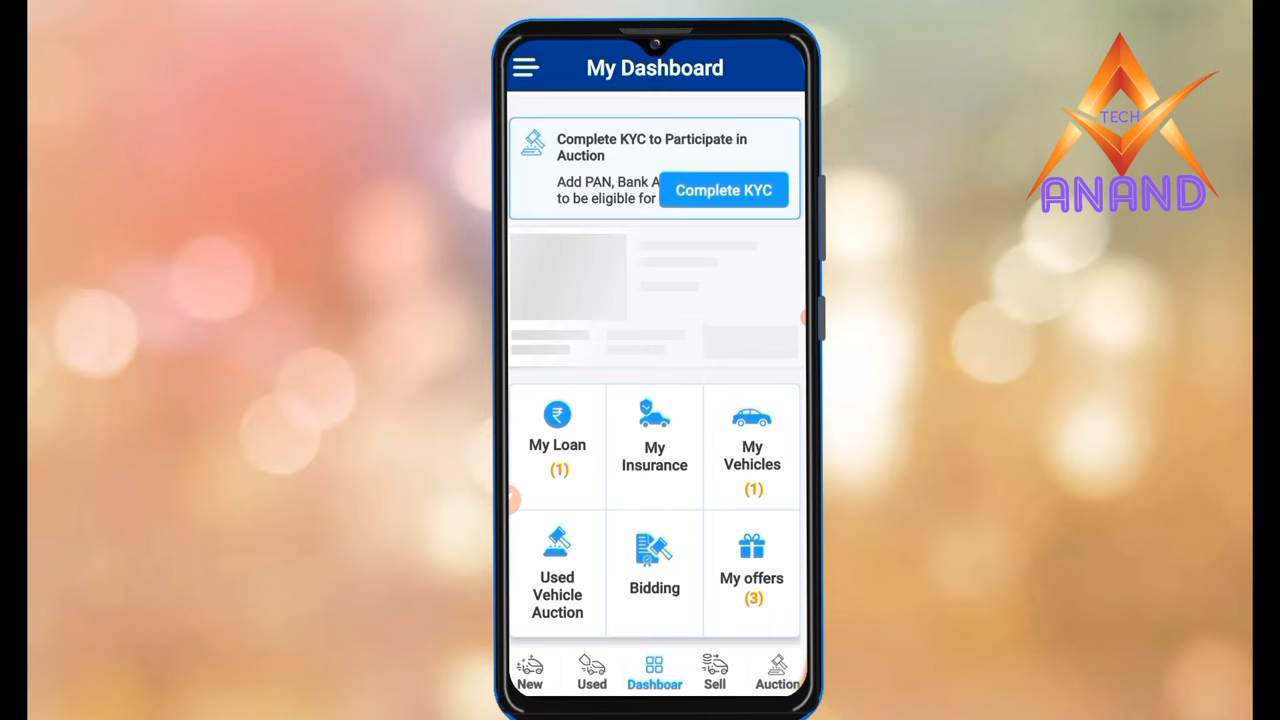 My Dashboard
TECH
ANAND
Complete KYC to Participate in
Auction
Add PAN, Bank A
to be eligible for
Complete KYC
My Loan
(1)
My
Insurance
My
Vehicles
(1)
Used
Vehicle
Auction
Bidding
My offers
(3)
New
Used
Dashboar
Sell
Auction